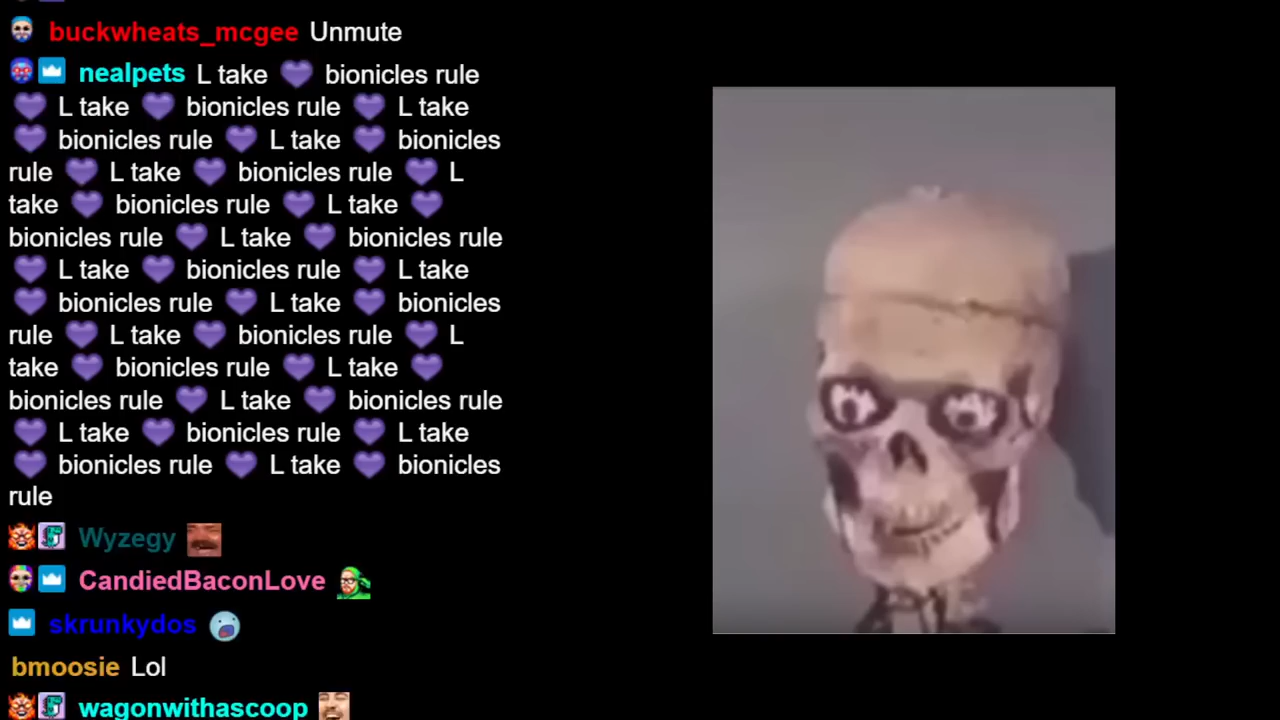 buckwheats_mcgee Unmute
nealpets L take 💜 bionicles rule
💜 L take 💜 bionicles rule 💜 L take
💜 bionicles rule 💜 L take 💜 bionicles
rule 💜 L take 💜 bionicles rule 💜 L
take 💜 bionicles rule 💜 L take 💜
bionicles rule 💜 L take 💜 bionicles rule
💜 L take 💜 bionicles rule 💜 L take
💜 bionicles rule 💜 L take 💜 bionicles
rule 💜 L take 💜 bionicles rule 💜 L
take 💜 bionicles rule 💜 L take 💜
bionicles rule 💜 L take 💜 bionicles rule
💜 L take 💜 bionicles rule 💜 L take
💜 bionicles rule 💜 L take 💜 bionicles
rule
Wyzegy
CandiedBaconLove
skrunkydos
bmoosie Lol
wagonwithascoop